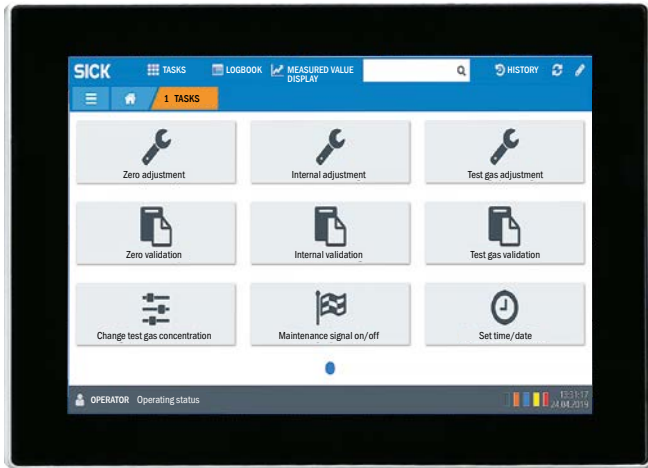 SICK
TASKS
LOGBOOK
MEASURED VALUE
DISPLAY
HISTORY
1 TASKS
Zero adjustment
Internal adjustment
Test gas adjustment
Zero validation
Internal validation
Test gas validation
Change test gas concentration
Maintenance signal on/off
Set time/date
OPERATOR Operating status
13:31:17
24.04.2019